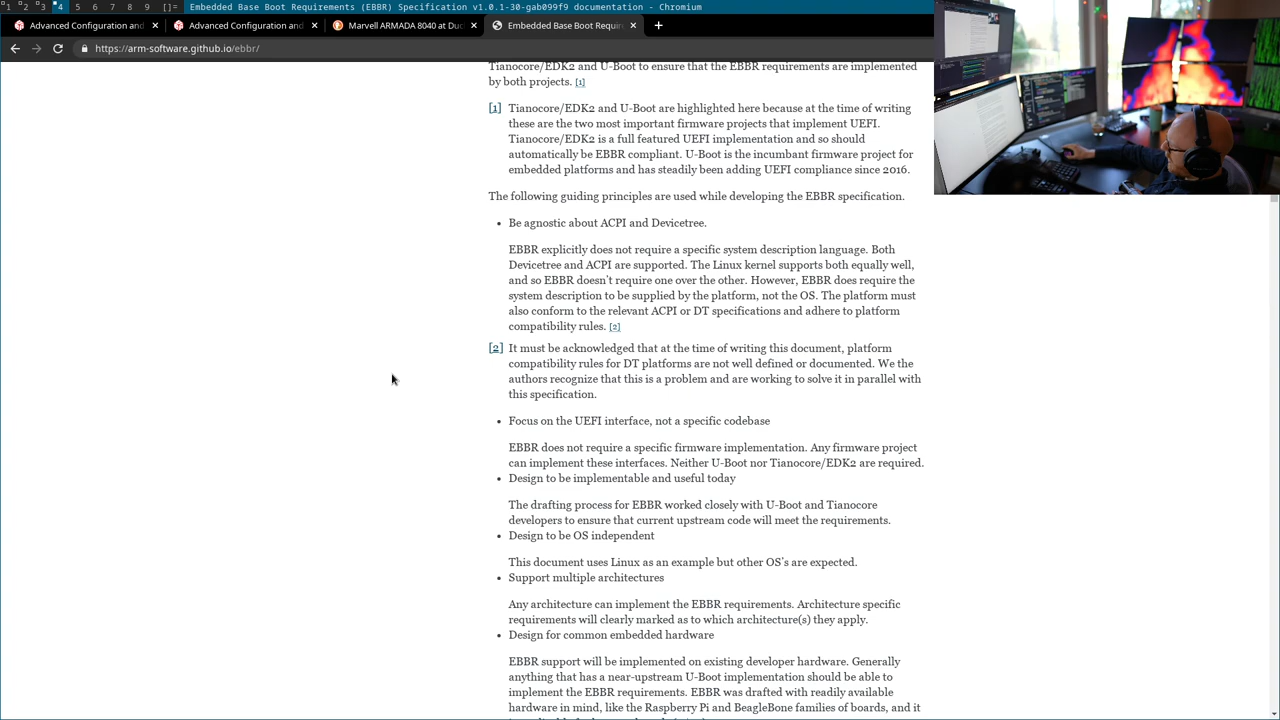 1 2 3 4 5 6 7 8 9 []= Embedded Base Boot Requirements (EBBR) Specification v1.0.1-30-gab099f9 documentation - Chromium
Advanced Configuration and
Advanced Configuration and
Marvell ARMADA 8040 at Duc
Embedded Base Boot Require
https://arm-software.github.io/ebbr/
Tianocore/EDK2 and U-Boot to ensure that the EBBR requirements are implemented
by both projects. [1]
[1] Tianocore/EDK2 and U-Boot are highlighted here because at the time of writing
these are the two most important firmware projects that implement UEFI.
Tianocore/EDK2 is a full featured UEFI implementation and so should
automatically be EBBR compliant. U-Boot is the incumbant firmware project for
embedded platforms and has steadily been adding UEFI compliance since 2016.
The following guiding principles are used while developing the EBBR specification.
• Be agnostic about ACPI and Devicetree.
EBBR explicitly does not require a specific system description language. Both
Devicetree and ACPI are supported. The Linux kernel supports both equally well,
and so EBBR doesn't require one over the other. However, EBBR does require the
system description to be supplied by the platform, not the OS. The platform must
also conform to the relevant ACPI or DT specifications and adhere to platform
compatibility rules. [2]
[2] It must be acknowledged that at the time of writing this document, platform
compatibility rules for DT platforms are not well defined or documented. We the
authors recognize that this is a problem and are working to solve it in parallel with
this specification.
• Focus on the UEFI interface, not a specific codebase
EBBR does not require a specific firmware implementation. Any firmware project
can implement these interfaces. Neither U-Boot nor Tianocore/EDK2 are required.
• Design to be implementable and useful today
The drafting process for EBBR worked closely with U-Boot and Tianocore
developers to ensure that current upstream code will meet the requirements.
• Design to be OS independent
This document uses Linux as an example but other OS's are expected.
• Support multiple architectures
Any architecture can implement the EBBR requirements. Architecture specific
requirements will clearly marked as to which architecture(s) they apply.
• Design for common embedded hardware
EBBR support will be implemented on existing developer hardware. Generally
anything that has a near-upstream U-Boot implementation should be able to
implement the EBBR requirements. EBBR was drafted with readily available
hardware in mind, like the Raspberry Pi and BeagleBone families of boards, and it